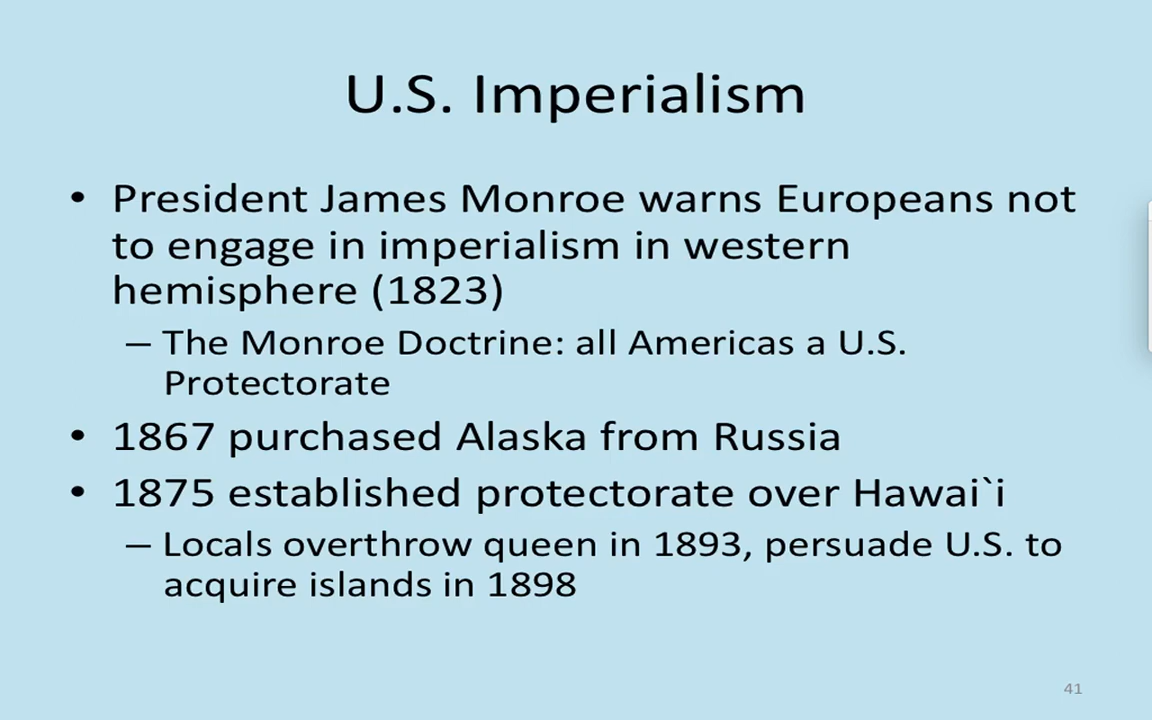 U.S. Imperialism
• President James Monroe warns Europeans not
to engage in imperialism in western
hemisphere (1823)
– The Monroe Doctrine: all Americas a U.S.
Protectorate
• 1867 purchased Alaska from Russia
• 1875 established protectorate over Hawai`i
– Locals overthrow queen in 1893, persuade U.S. to
acquire islands in 1898
41